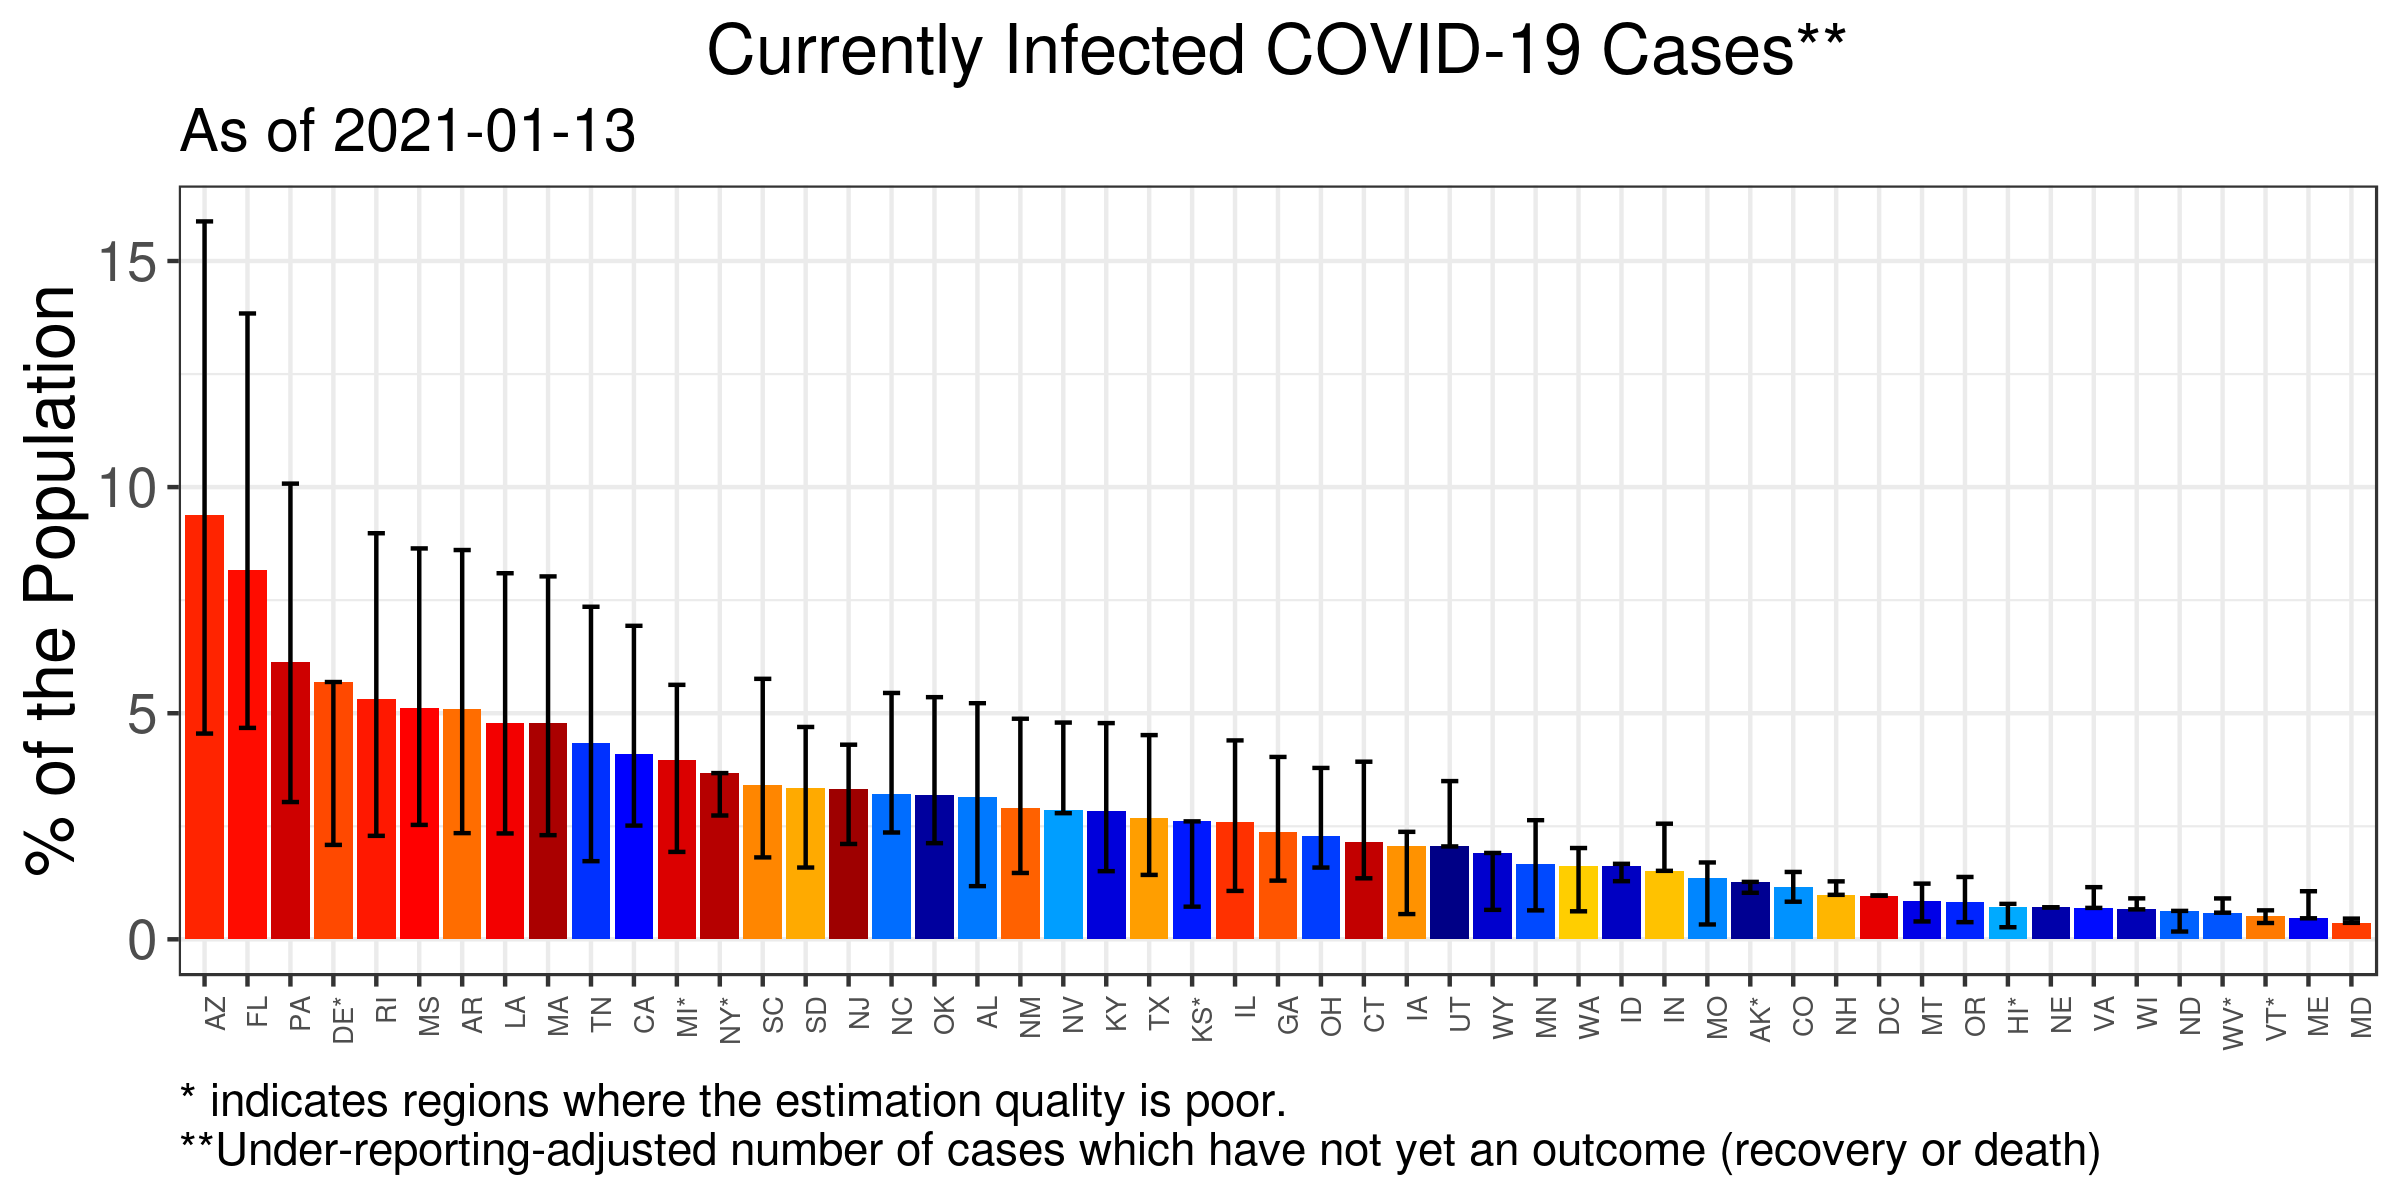 Currently Infected COVID-19 Cases**
As of 2021-01-13
% of the Population
15
10
5
0
AZ FL PA DE* RI MS AR LA MA TN CA MI* NY* SC SD NJ NC OK AL NM NV KY TX KS* IL GA OH CT IA UT WY MN WA ID IN MO AK* CO NH DC MT OR HI* NE VA WI ND WV* VT* ME MD
* indicates regions where the estimation quality is poor.
**Under-reporting-adjusted number of cases which have not yet an outcome (recovery or death)